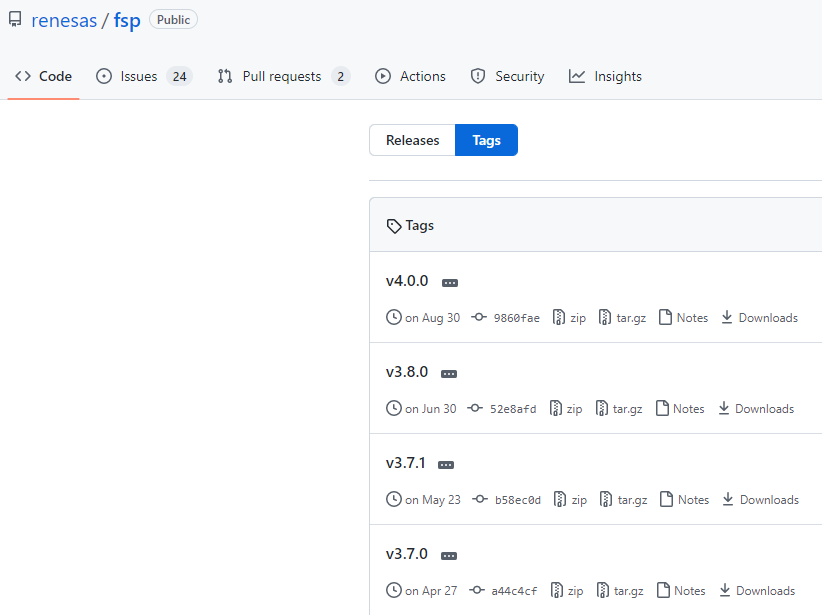 renesas / fsp Public
Code Issues 24 Pull requests 2 Actions Security Insights
Releases Tags
Tags
v4.0.0
on Aug 30 9860fae zip tar.gz Notes Downloads
v3.8.0
on Jun 30 52e8afd zip tar.gz Notes Downloads
v3.7.1
on May 23 b58ec0d zip tar.gz Notes Downloads
v3.7.0
on Apr 27 a44c4cf zip tar.gz Notes Downloads